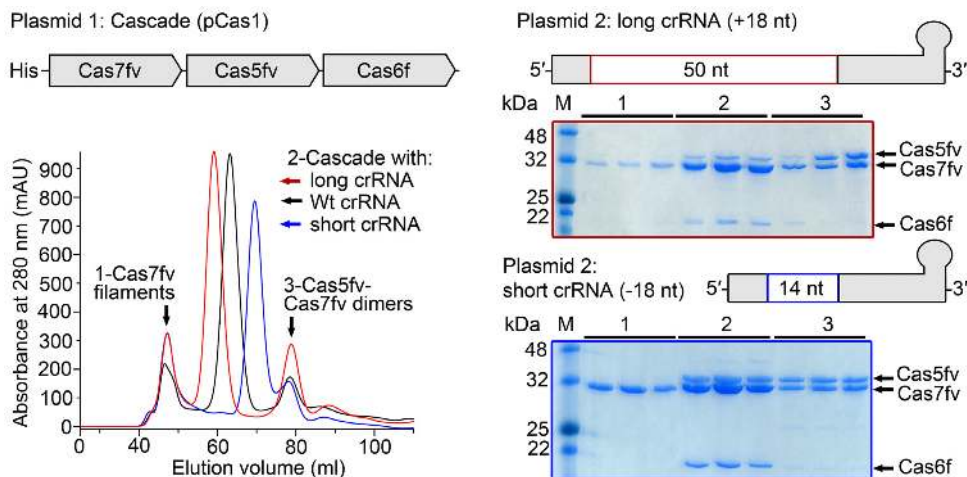 Plasmid 1: Cascade (pCas1)
His
Cas7fv
Cas5fv
Cas6f
Absorbance at 280 nm (mAU)
900
800
700
600
500
400
300
200
100
0
0
20
40
60
80
100
Elution volume (ml)
2-Cascade with:
long crRNA
Wt crRNA
short crRNA
1-Cas7fv
filaments
3-Cas5fv-
Cas7fv dimers
Plasmid 2: long crRNA (+18 nt)
5′
50 nt
3′
kDa M 1 2 3
48
32
25
22
Cas5fv
Cas7fv
Cas6f
Plasmid 2:
short crRNA (-18 nt)
5′
14 nt
3′
kDa M 1 2 3
48
32
25
22
Cas5fv
Cas7fv
Cas6f